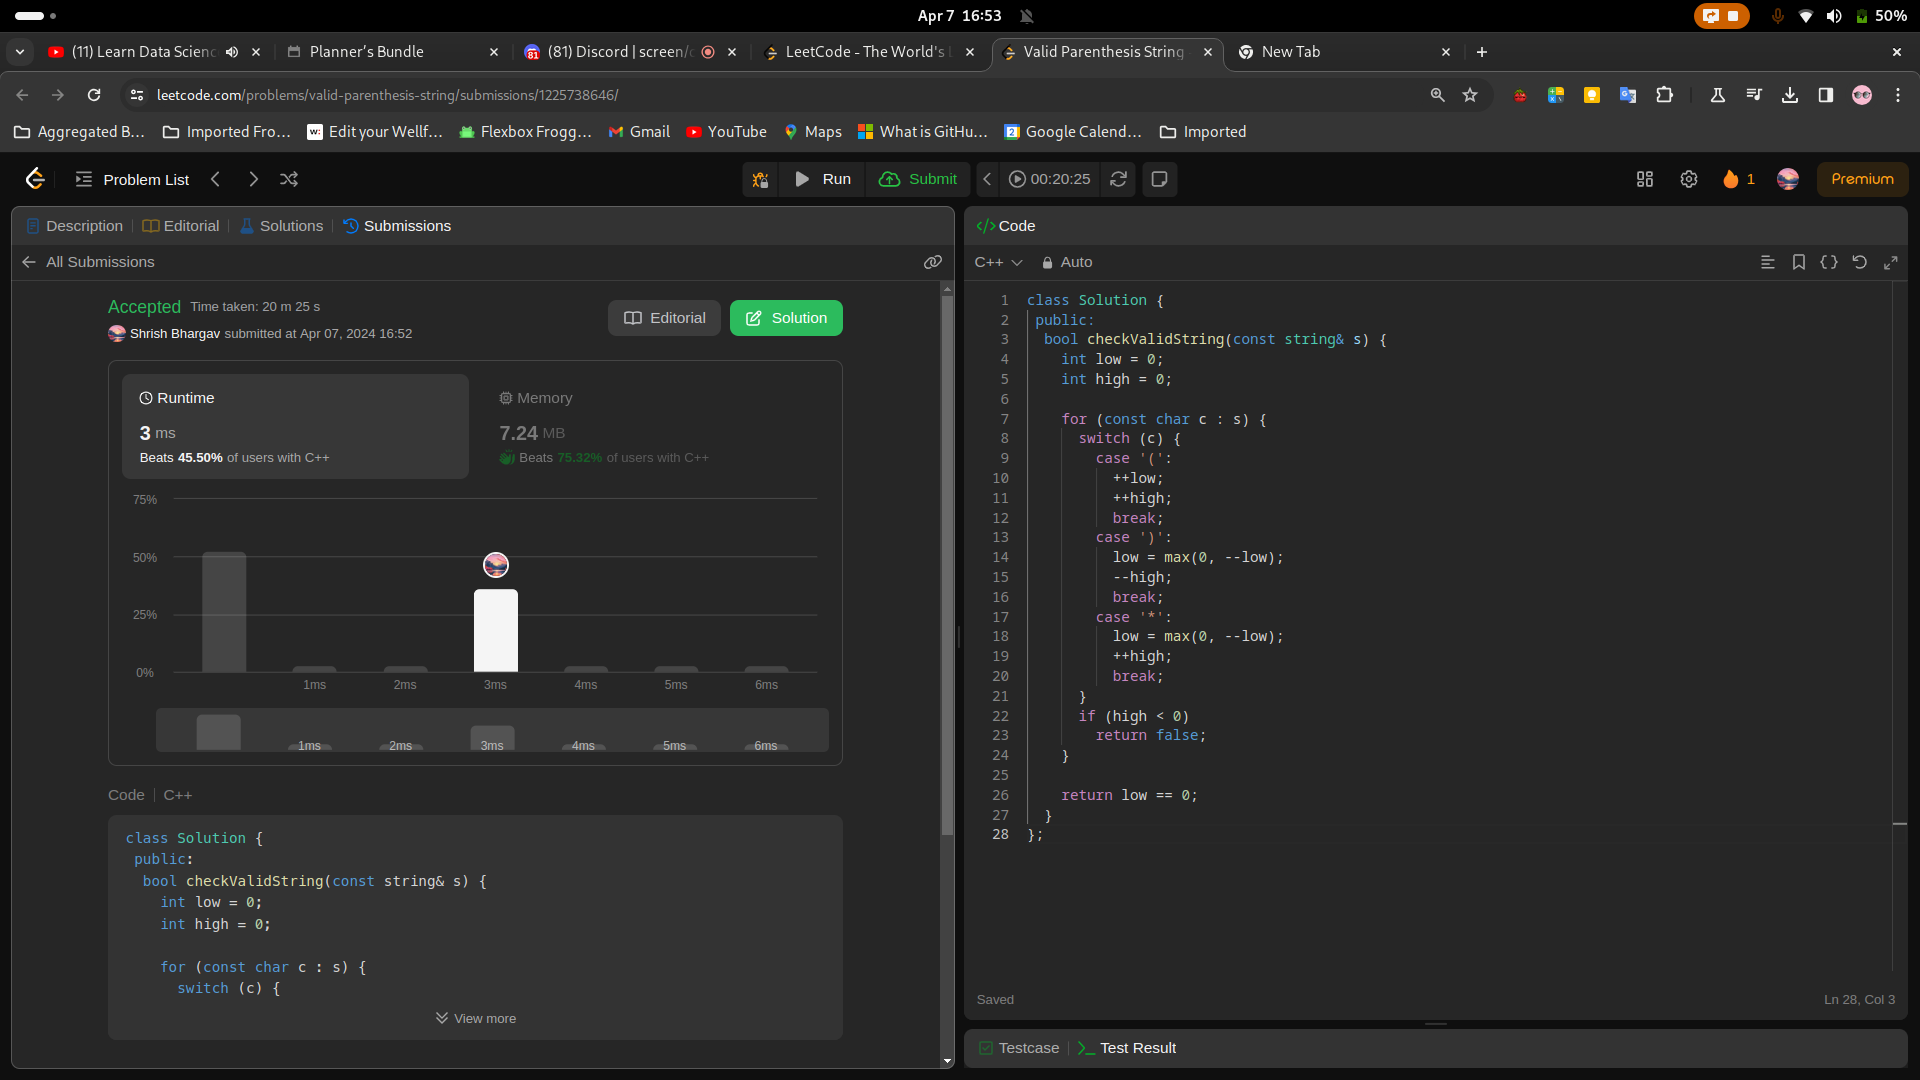 Apr 7 16:53
50%
(11) Learn Data Scienc
Planner's Bundle
(81) Discord | screen/c
LeetCode - The World's L
Valid Parenthesis String
New Tab
leetcode.com/problems/valid-parenthesis-string/submissions/1225738646/
Aggregated B...
Imported Fro...
Edit your Wellf...
Flexbox Frogg...
Gmail
YouTube
Maps
What is GitHu...
Google Calend...
Imported
Problem List
Run
Submit
00:20:25
1
Premium
Description
Editorial
Solutions
Submissions
All Submissions
Accepted Time taken: 20 m 25 s
Shrish Bhargav submitted at Apr 07, 2024 16:52
Editorial
Solution
Runtime
3 ms
Beats 45.50% of users with C++
Memory
7.24 MB
Beats 75.32% of users with C++
75%
50%
25%
0%
1ms 2ms 3ms 4ms 5ms 6ms
1ms 2ms 3ms 4ms 5ms 6ms
Code | C++
class Solution {
public:
bool checkValidString(const string& s) {
int low = 0;
int high = 0;
for (const char c : s) {
switch (c) {
View more
Code
C++
Auto
1 class Solution {
2 public:
3 bool checkValidString(const string& s) {
4 int low = 0;
5 int high = 0;
6
7 for (const char c : s) {
8 switch (c) {
9 case '(':
10 ++low;
11 ++high;
12 break;
13 case ')':
14 low = max(0, --low);
15 --high;
16 break;
17 case '*':
18 low = max(0, --low);
19 ++high;
20 break;
21 }
22 if (high < 0)
23 return false;
24 }
25
26 return low == 0;
27 }
28 };
Saved
Ln 28, Col 3
Testcase
Test Result